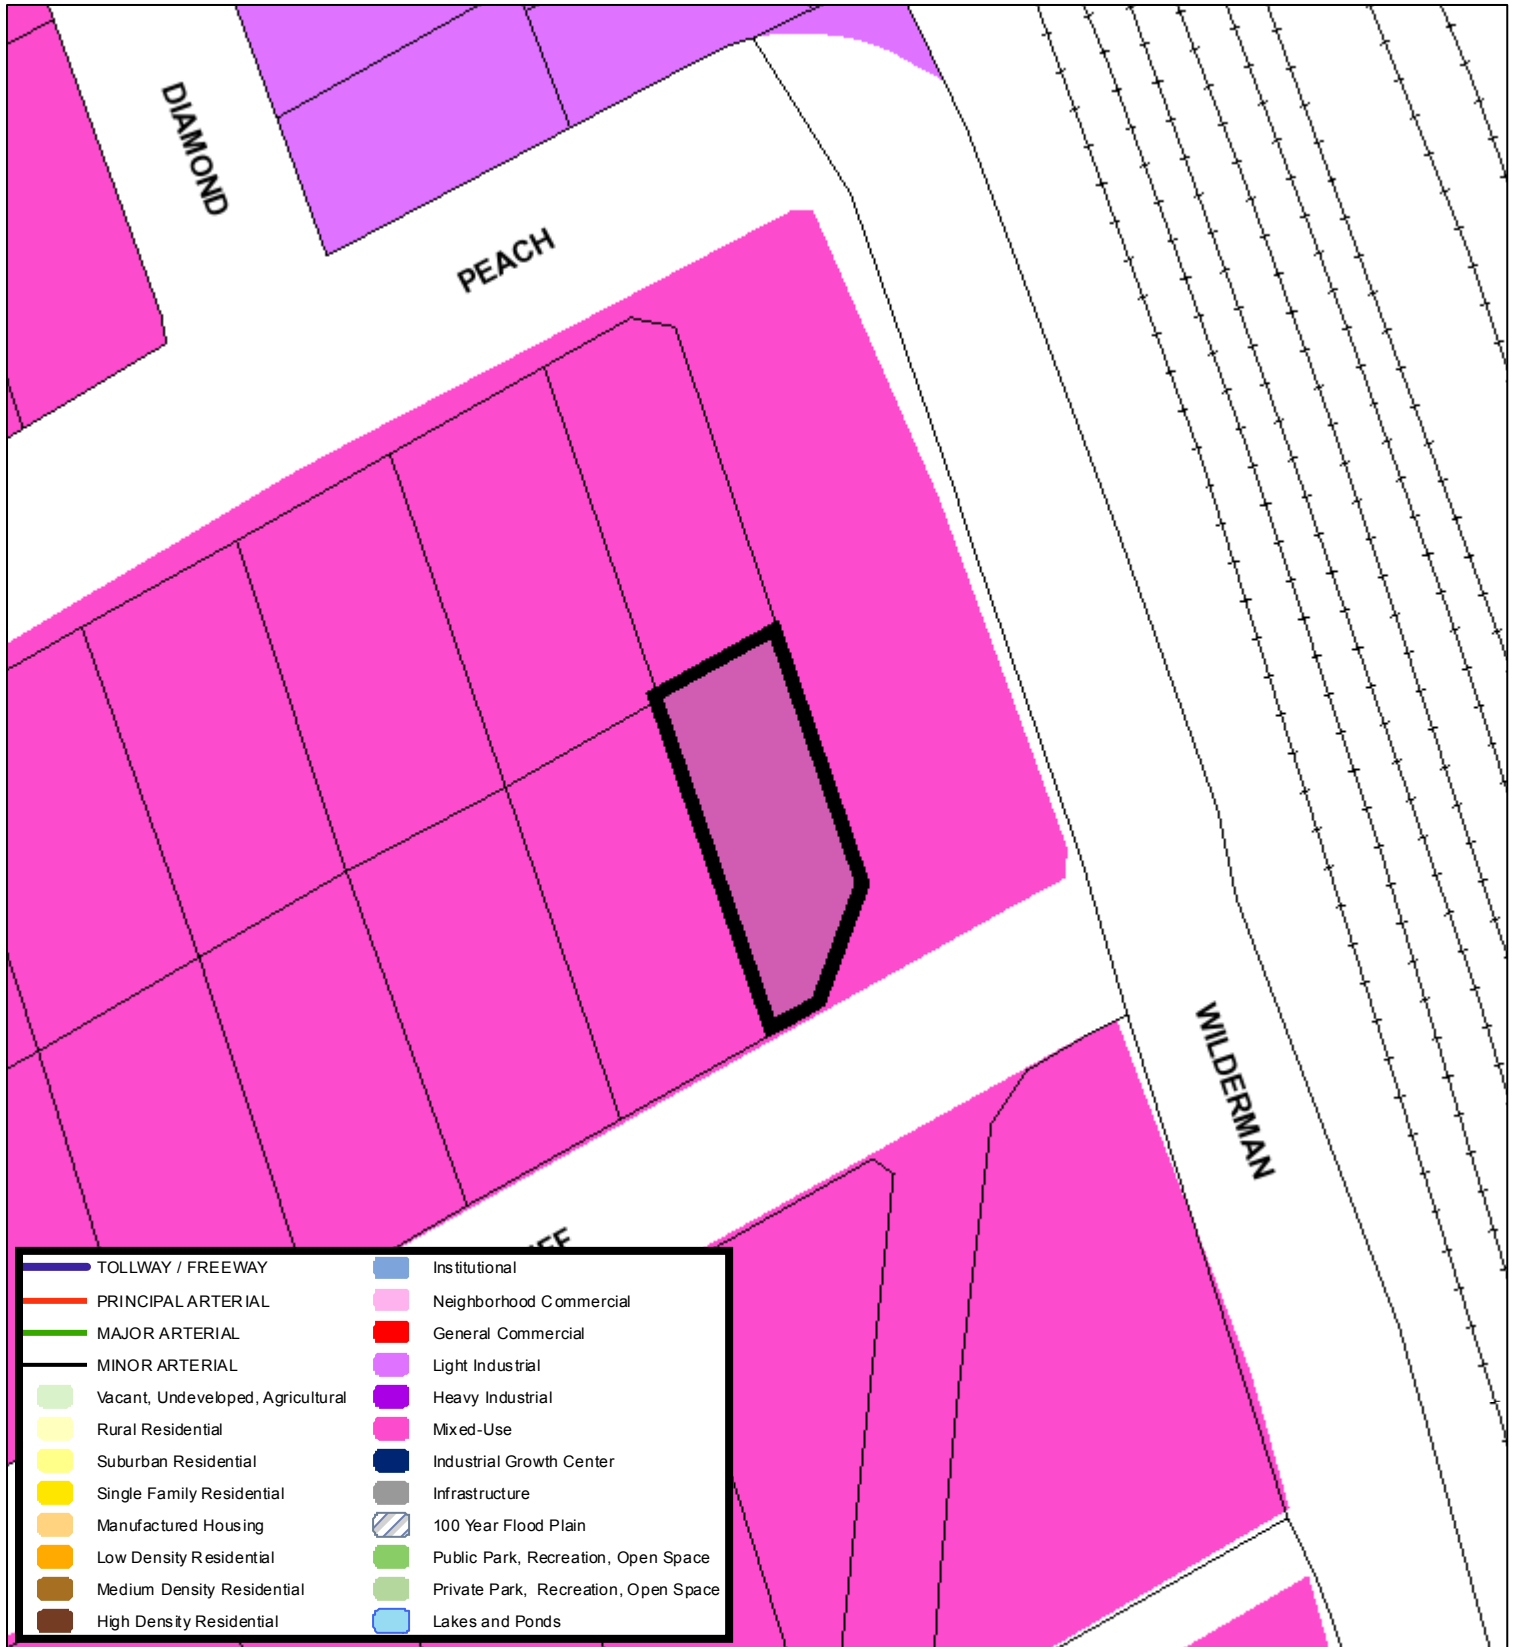 DIAMOND
PEACH
WILDERMAN
TOLLWAY / FREEWAY
PRINCIPAL ARTERIAL
MAJOR ARTERIAL
MINOR ARTERIAL
Vacant, Undeveloped, Agricultural
Rural Residential
Suburban Residential
Single Family Residential
Manufactured Housing
Low Density Residential
Medium Density Residential
High Density Residential
Institutional
Neighborhood Commercial
General Commercial
Light Industrial
Heavy Industrial
Mixed-Use
Industrial Growth Center
Infrastructure
100 Year Flood Plain
Public Park, Recreation, Open Space
Private Park, Recreation, Open Space
Lakes and Ponds